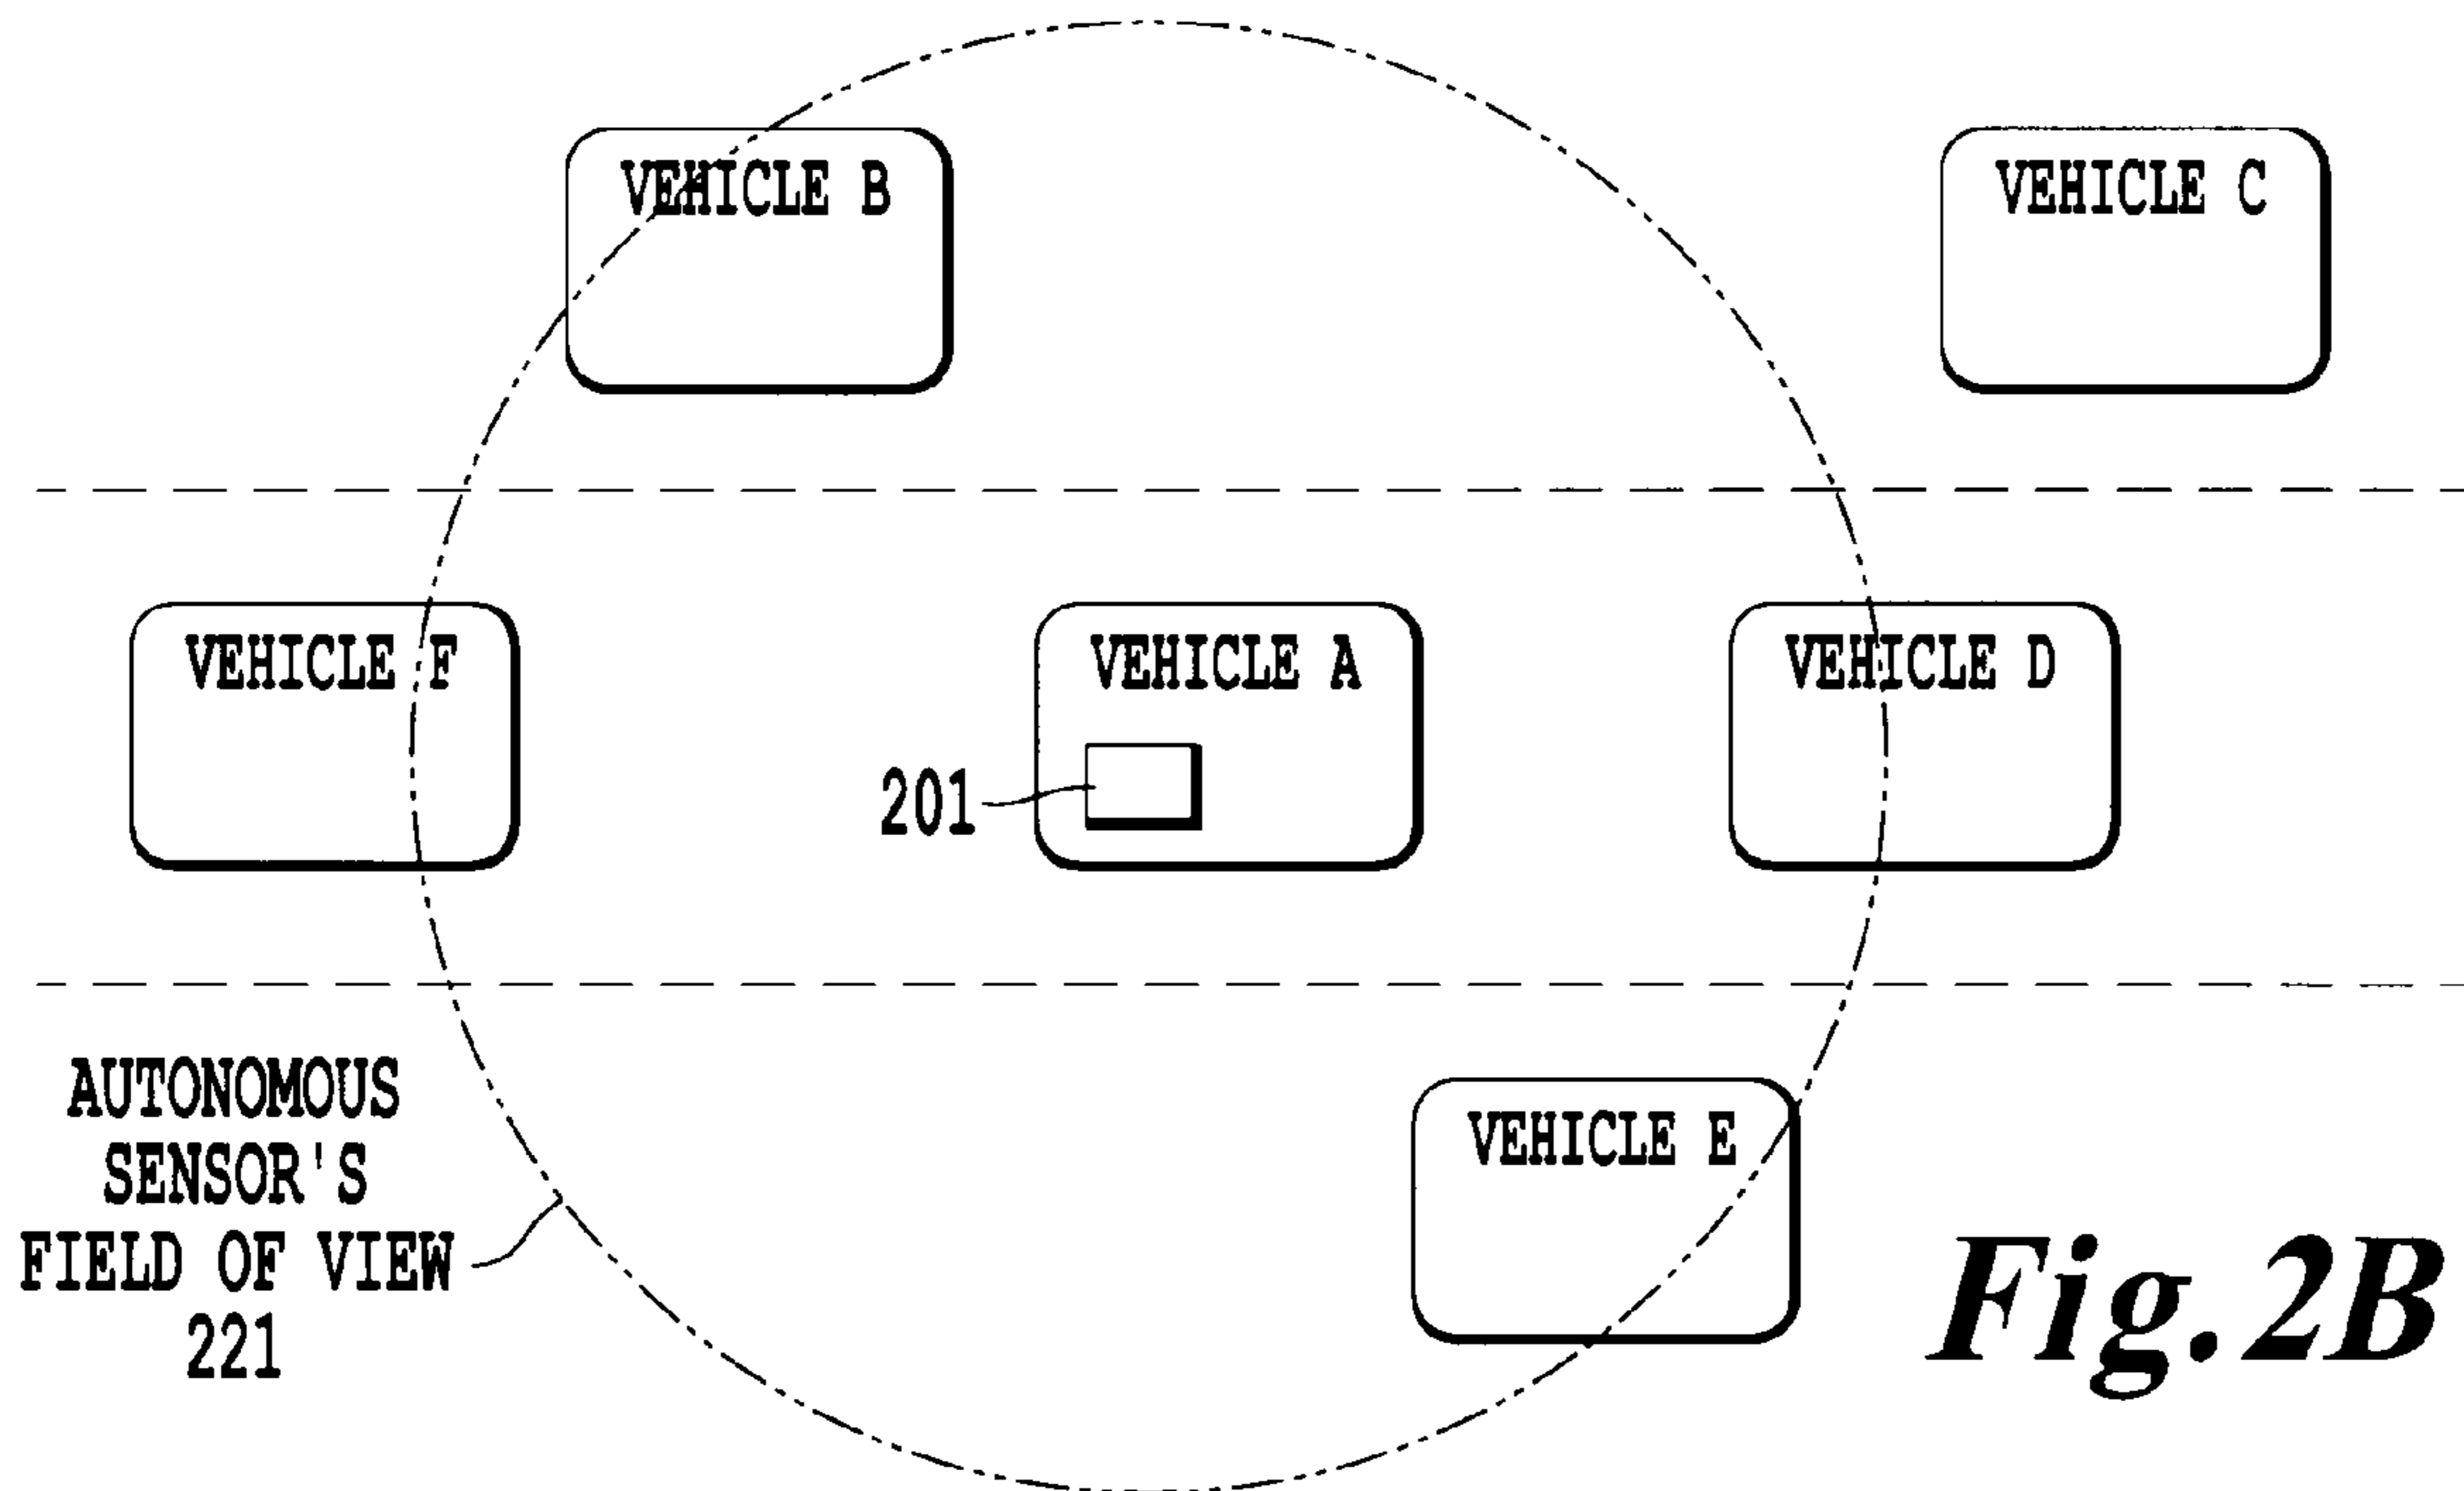 VEHICLE B
VEHICLE C
VEHICLE F
VEHICLE A
VEHICLE D
201
VEHICLE E
AUTONOMOUS
SENSOR'S
FIELD OF VIEW
221
Fig.2B